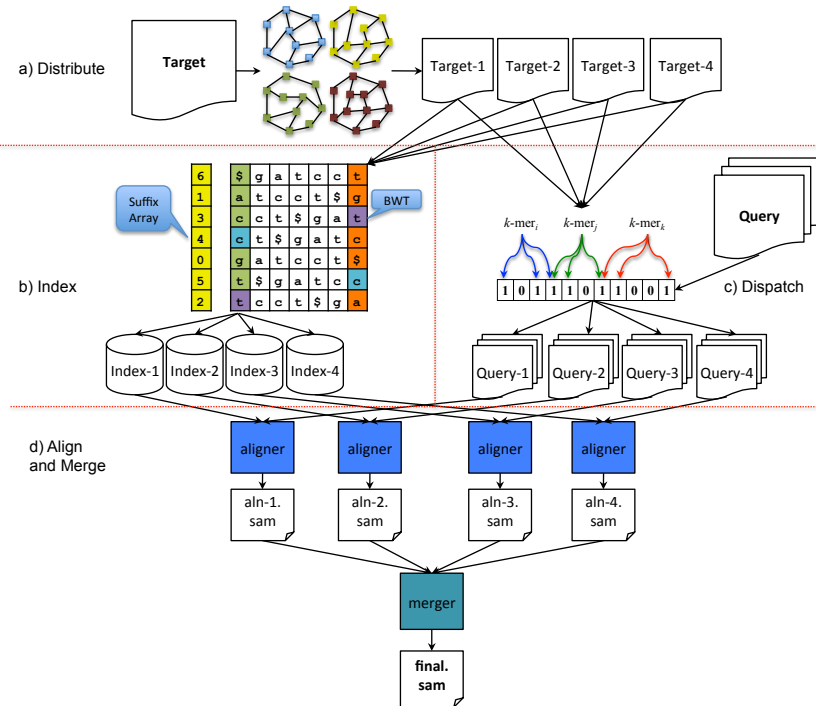 a) Distribute
Target
Target-1
Target-2
Target-3
Target-4
6
1
3
4
0
5
2
Suffix
Array
$ g a t c c t
a t c c t $ g
c c t $ g a t
c t $ g a t c
g a t c c t $
t $ g a t c c
t c c t $ g a
BWT
b) Index
k-mer_i
k-mer_j
k-mer_k
1 0 1 1 1 0 1 1 0 0 1
Query
c) Dispatch
Index-1
Index-2
Index-3
Index-4
Query-1
Query-2
Query-3
Query-4
d) Align
and Merge
aligner
aligner
aligner
aligner
aln-1.
sam
aln-2.
sam
aln-3.
sam
aln-4.
sam
merger
final.
sam